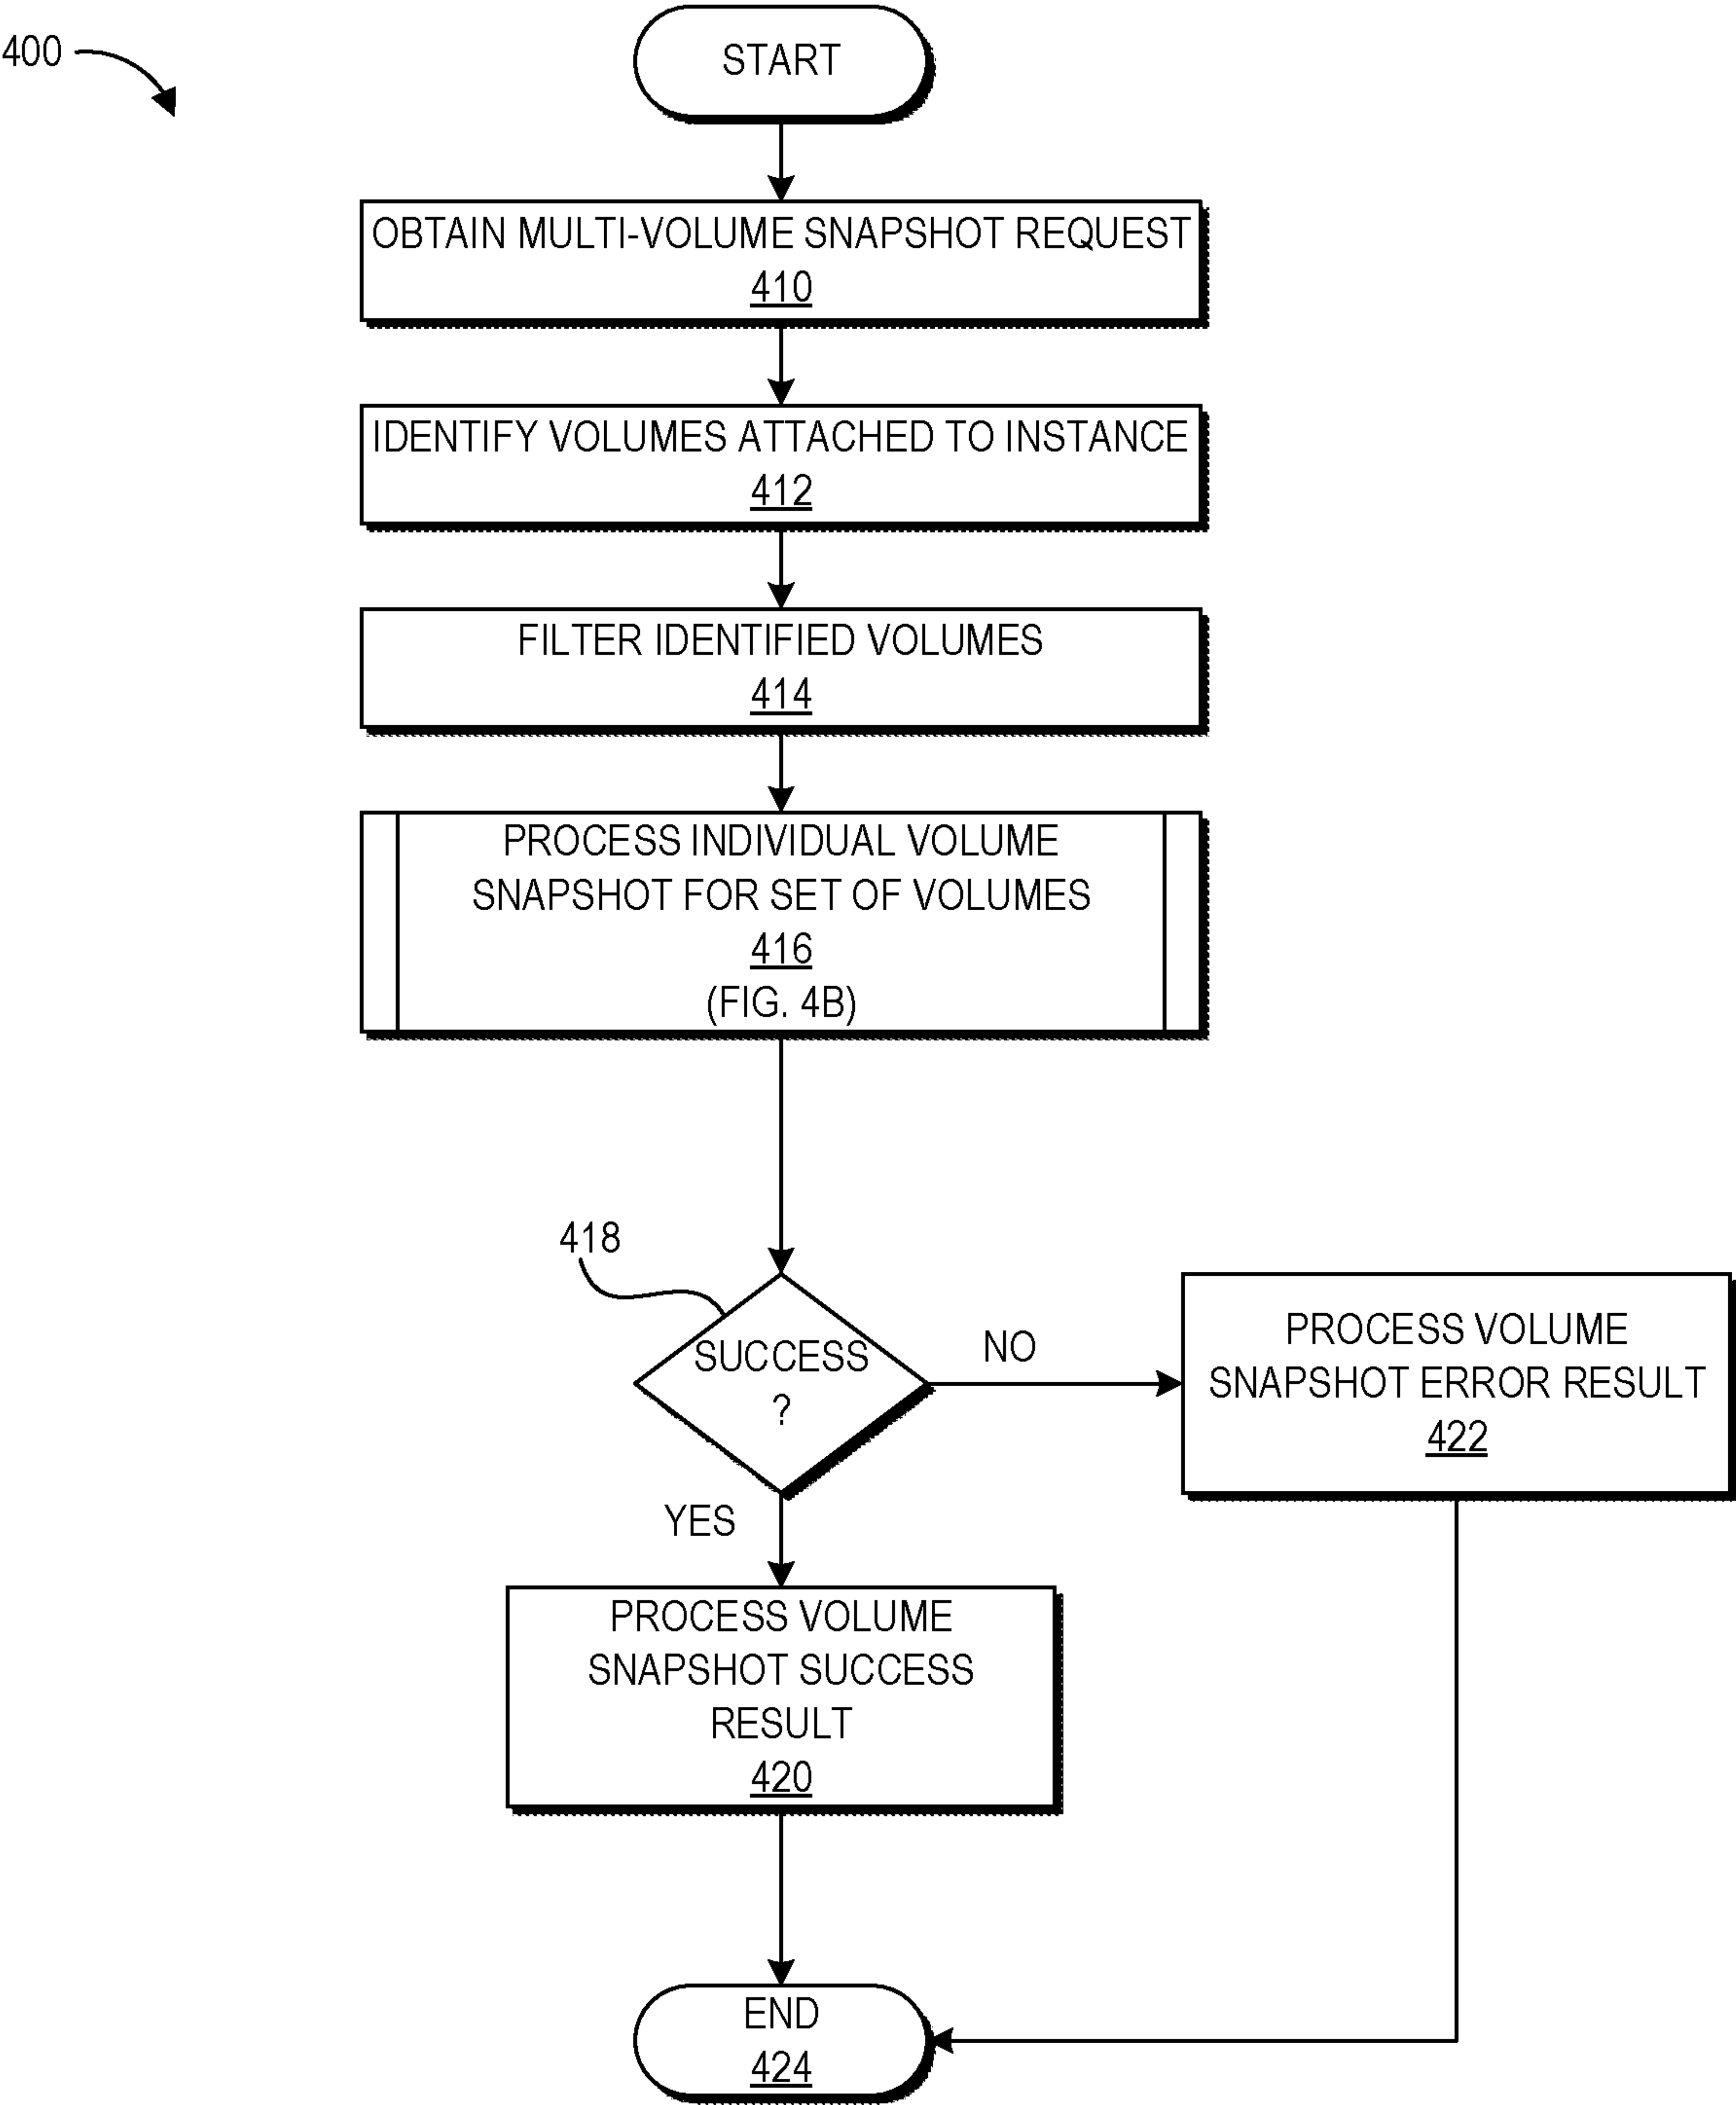 400
START
OBTAIN MULTI-VOLUME SNAPSHOT REQUEST
410
IDENTIFY VOLUMES ATTACHED TO INSTANCE
412
FILTER IDENTIFIED VOLUMES
414
PROCESS INDIVIDUAL VOLUME
SNAPSHOT FOR SET OF VOLUMES
416
(FIG. 4B)
418
SUCCESS
?
NO
PROCESS VOLUME
SNAPSHOT ERROR RESULT
422
YES
PROCESS VOLUME
SNAPSHOT SUCCESS
RESULT
420
END
424